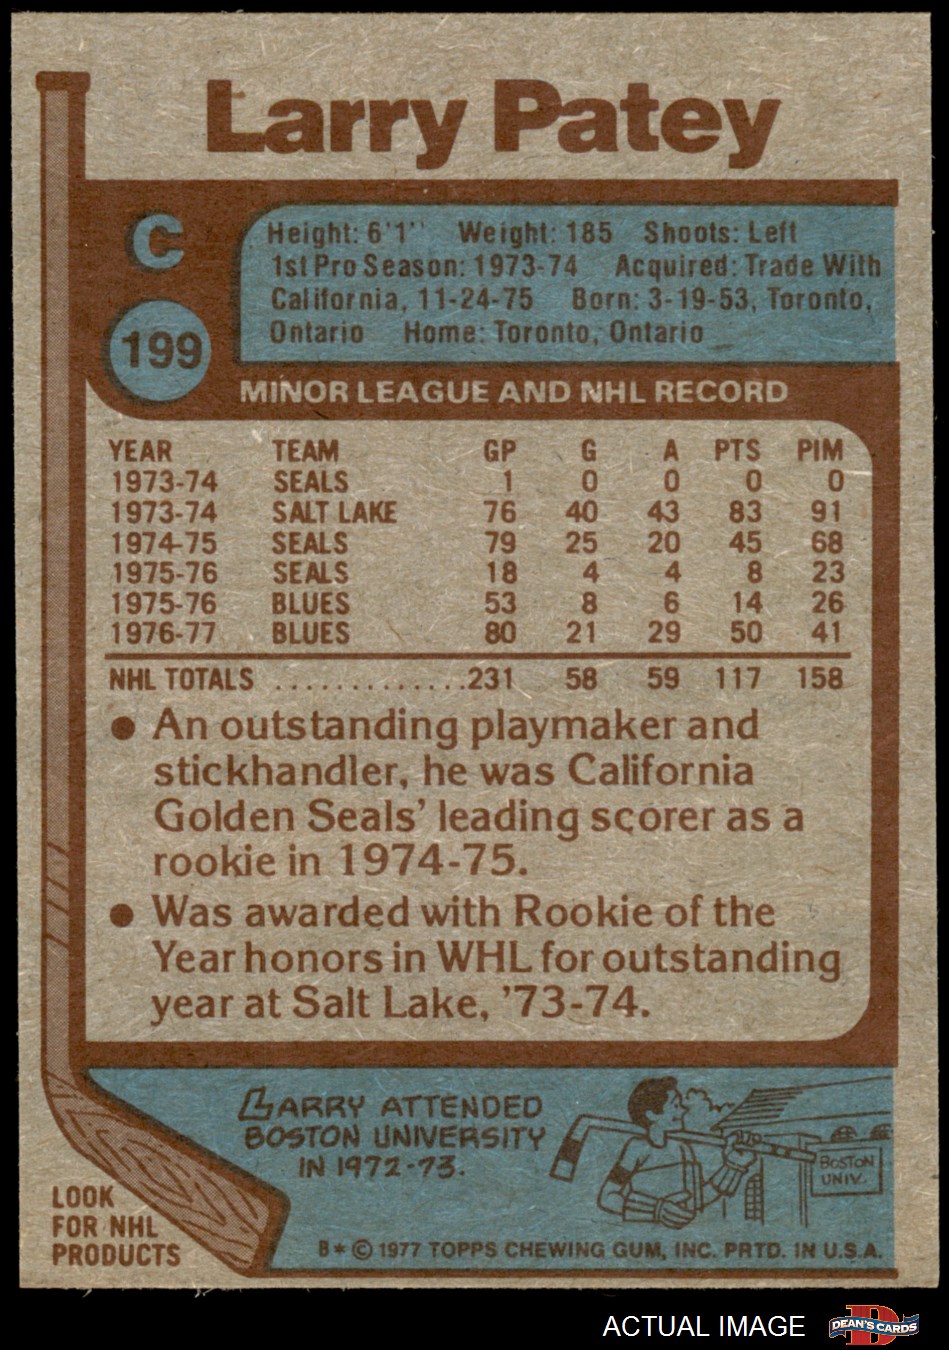 Larry Patey
C
199
Height: 6'1" Weight: 185 Shoots: Left
1st Pro Season: 1973-74 Acquired: Trade With
California, 11-24-75 Born: 3-19-53, Toronto,
Ontario Home: Toronto, Ontario
MINOR LEAGUE AND NHL RECORD
YEAR TEAM GP G A PTS PIM
1973-74 SEALS 1 0 0 0 0
1973-74 SALT LAKE 76 40 43 83 91
1974-75 SEALS 79 25 20 45 68
1975-76 SEALS 18 4 4 8 23
1975-76 BLUES 53 8 6 14 26
1976-77 BLUES 80 21 29 50 41
NHL TOTALS .............. 231 58 59 117 158
● An outstanding playmaker and
stickhandler, he was California
Golden Seals' leading scorer as a
rookie in 1974-75.
● Was awarded with Rookie of the
Year honors in WHL for outstanding
year at Salt Lake, '73-74.
LARRY ATTENDED
BOSTON UNIVERSITY
IN 1972-73.
BOSTON
UNIV.
LOOK
FOR NHL
PRODUCTS
B* © 1977 TOPPS CHEWING GUM, INC. PRTD. IN U.S.A.
ACTUAL IMAGE
D
DEAN'S CARDS